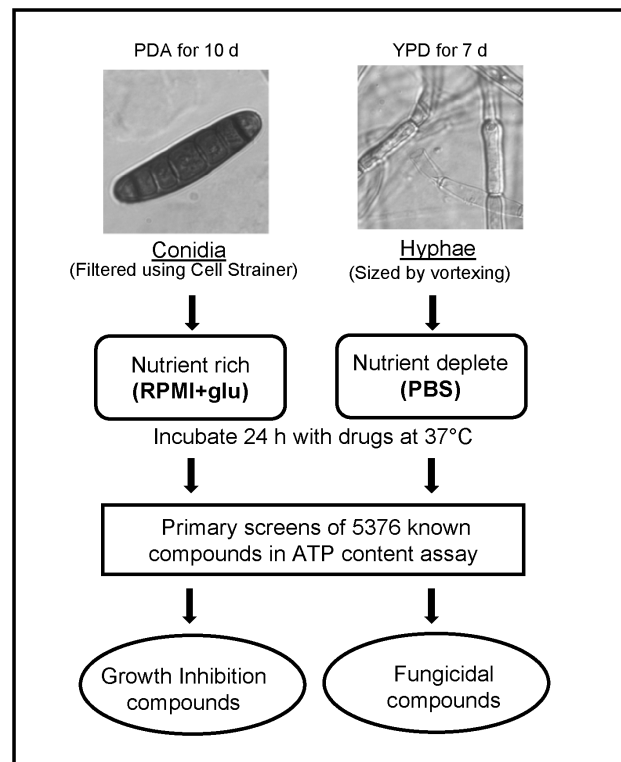 PDA for 10 d
YPD for 7 d
Conidia
(Filtered using Cell Strainer)
Hyphae
(Sized by vortexing)
Nutrient rich
(RPMI+glu)
Nutrient deplete
(PBS)
Incubate 24 h with drugs at 37°C
Primary screens of 5376 known
compounds in ATP content assay
Growth Inhibition
compounds
Fungicidal
compounds